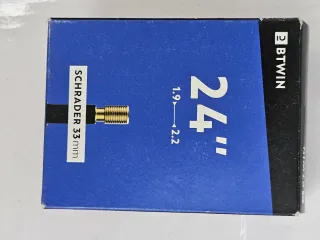 BTWIN
24"
1.9 2.2
SCHRADER 33mm